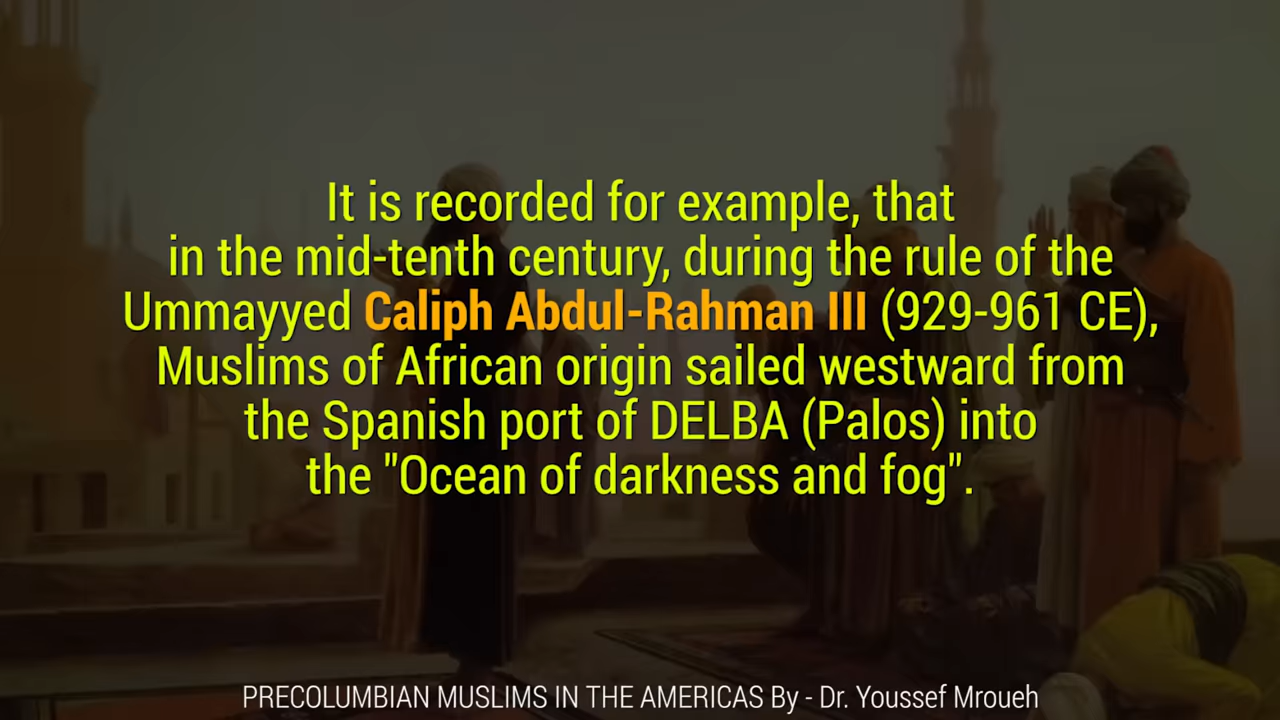 It is recorded for example, that
in the mid-tenth century, during the rule of the
Ummayyed Caliph Abdul-Rahman III (929-961 CE),
Muslims of African origin sailed westward from
the Spanish port of DELBA (Palos) into
the "Ocean of darkness and fog".
PRECOLUMBIAN MUSLIMS IN THE AMERICAS By - Dr. Youssef Mroueh